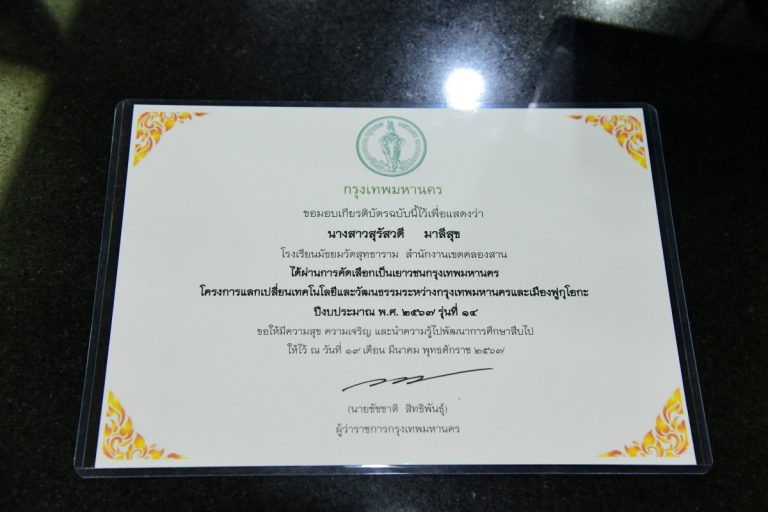 กรุงเทพมหานคร
ขอมอบเกียรติบัตรฉบับนี้ไว้เพื่อแสดงว่า
นางสาวสุรัสวดี มาลีสุข
โรงเรียนมัธยมวัดสุทธาราม สำนักงานเขตคลองสาน
ได้ผ่านการคัดเลือกเป็นเยาวชนกรุงเทพมหานคร
โครงการแลกเปลี่ยนเทคโนโลยีและวัฒนธรรมระหว่างกรุงเทพมหานครและเมืองฟูกุโอกะ
ปีงบประมาณ พ.ศ. ๒๕๖๗ รุ่นที่ ๑๔
ขอให้มีความสุข ความเจริญ และนำความรู้ไปพัฒนาการศึกษาสืบไป
ให้ไว้ ณ วันที่ ๑๙ เดือน มีนาคม พุทธศักราช ๒๕๖๗
(นายชัชชาติ สิทธิพันธุ์)
ผู้ว่าราชการกรุงเทพมหานคร